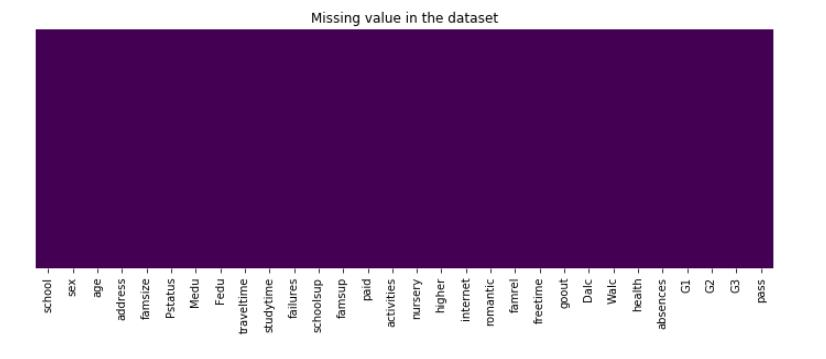 Missing value in the dataset
school
sex
age
address
famsize
Pstatus
Medu
Fedu
traveltime
studytime
failures
schoolsup
famsup
paid
activities
nursery
higher
internet
romantic
famrel
freetime
goout
Dalc
Walc
health
absences
G1
G2
G3
pass